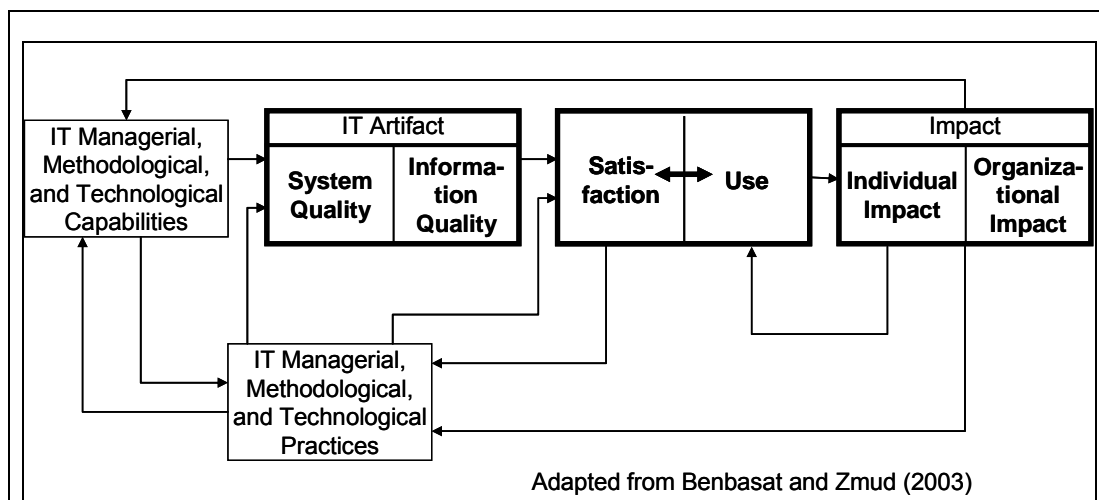 IT Managerial,
Methodological,
and Technological
Capabilities
IT Artifact
System
Quality
Informa-
tion
Quality
Satis-
faction
Use
Impact
Individual
Impact
Organiza-
tional
Impact
IT Managerial,
Methodological,
and Technological
Practices
Adapted from Benbasat and Zmud (2003)